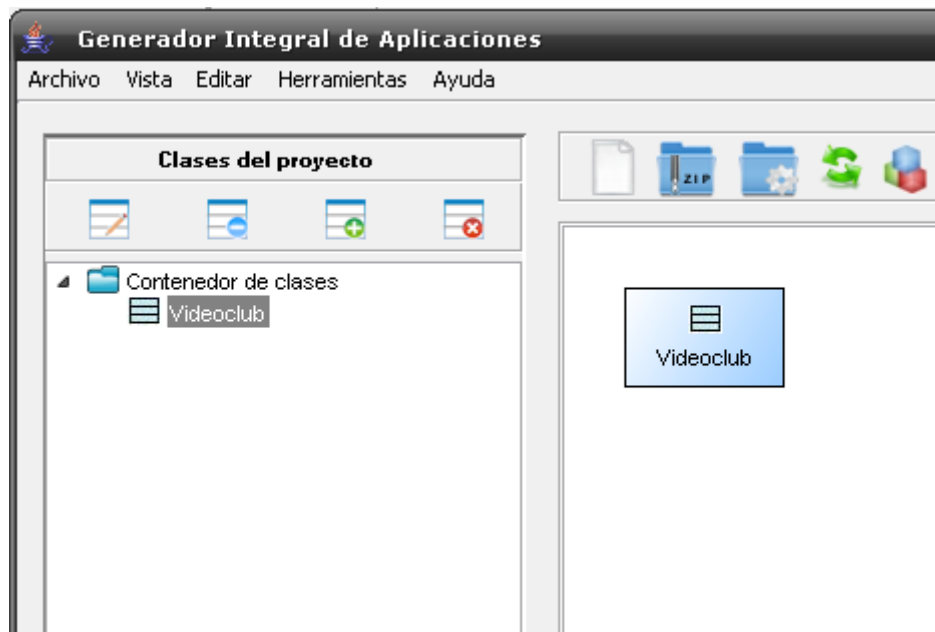 Generador Integral de Aplicaciones
Archivo Vista Editar Herramientas Ayuda
Clases del proyecto
ZIP
Contenedor de clases
Videoclub
Videoclub